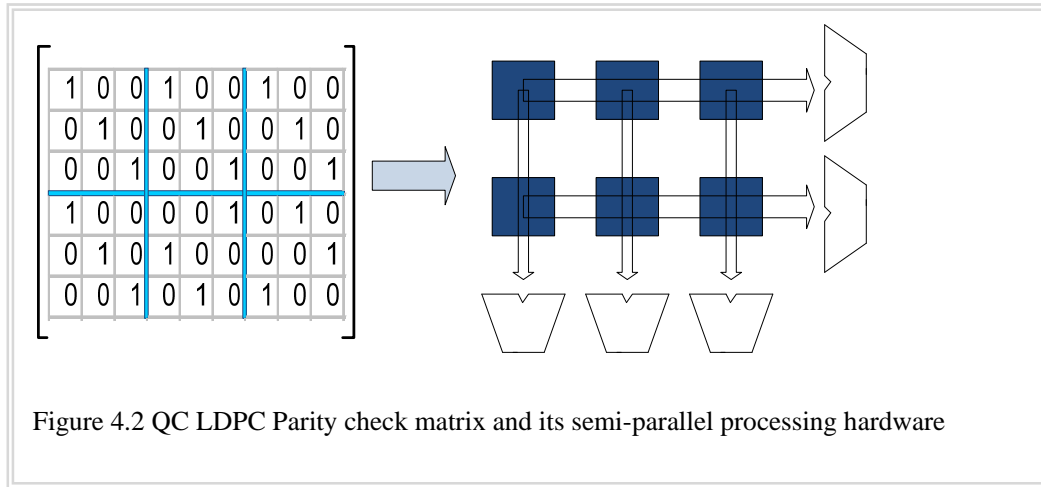 1 0 0 1 0 0 1 0 0
0 1 0 0 1 0 0 1 0
0 0 1 0 0 1 0 0 1
1 0 0 0 0 1 0 1 0
0 1 0 1 0 0 0 0 1
0 0 1 0 1 0 1 0 0
Figure 4.2 QC LDPC Parity check matrix and its semi-parallel processing hardware